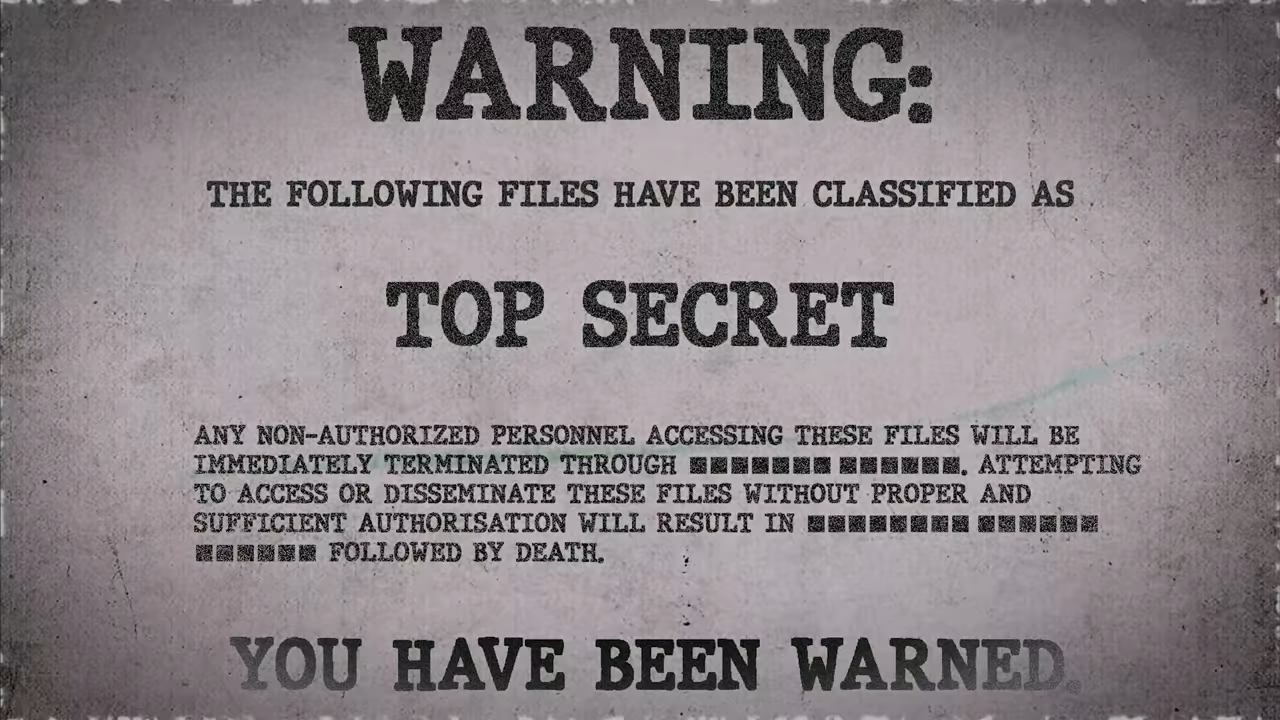 WARNING:
THE FOLLOWING FILES HAVE BEEN CLASSIFIED AS
TOP SECRET
ANY NON-AUTHORIZED PERSONNEL ACCESSING THESE FILES WILL BE
IMMEDIATELY TERMINATED THROUGH ■■■■■■■ ■■■■■■. ATTEMPTING
TO ACCESS OR DISSEMINATE THESE FILES WITHOUT PROPER AND
SUFFICIENT AUTHORISATION WILL RESULT IN ■■■■■■■■ ■■■■■■
■■■■■■ FOLLOWED BY DEATH.
YOU HAVE BEEN WARNED.